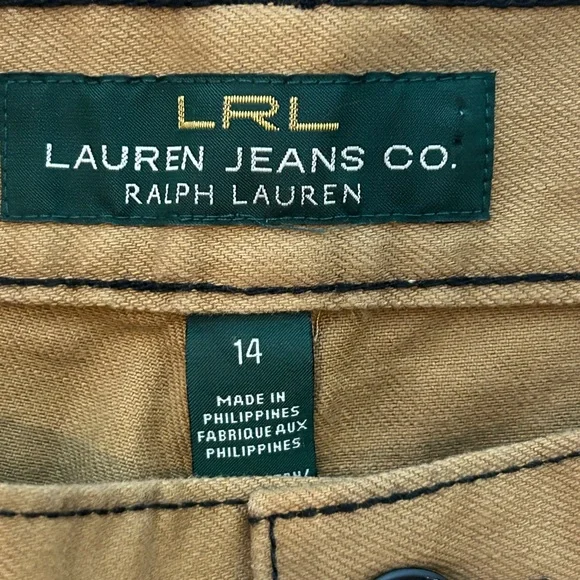 LRL
LAUREN JEANS CO.
RALPH LAUREN
14
MADE IN
PHILIPPINES
FABRIQUE AUX
PHILIPPINES